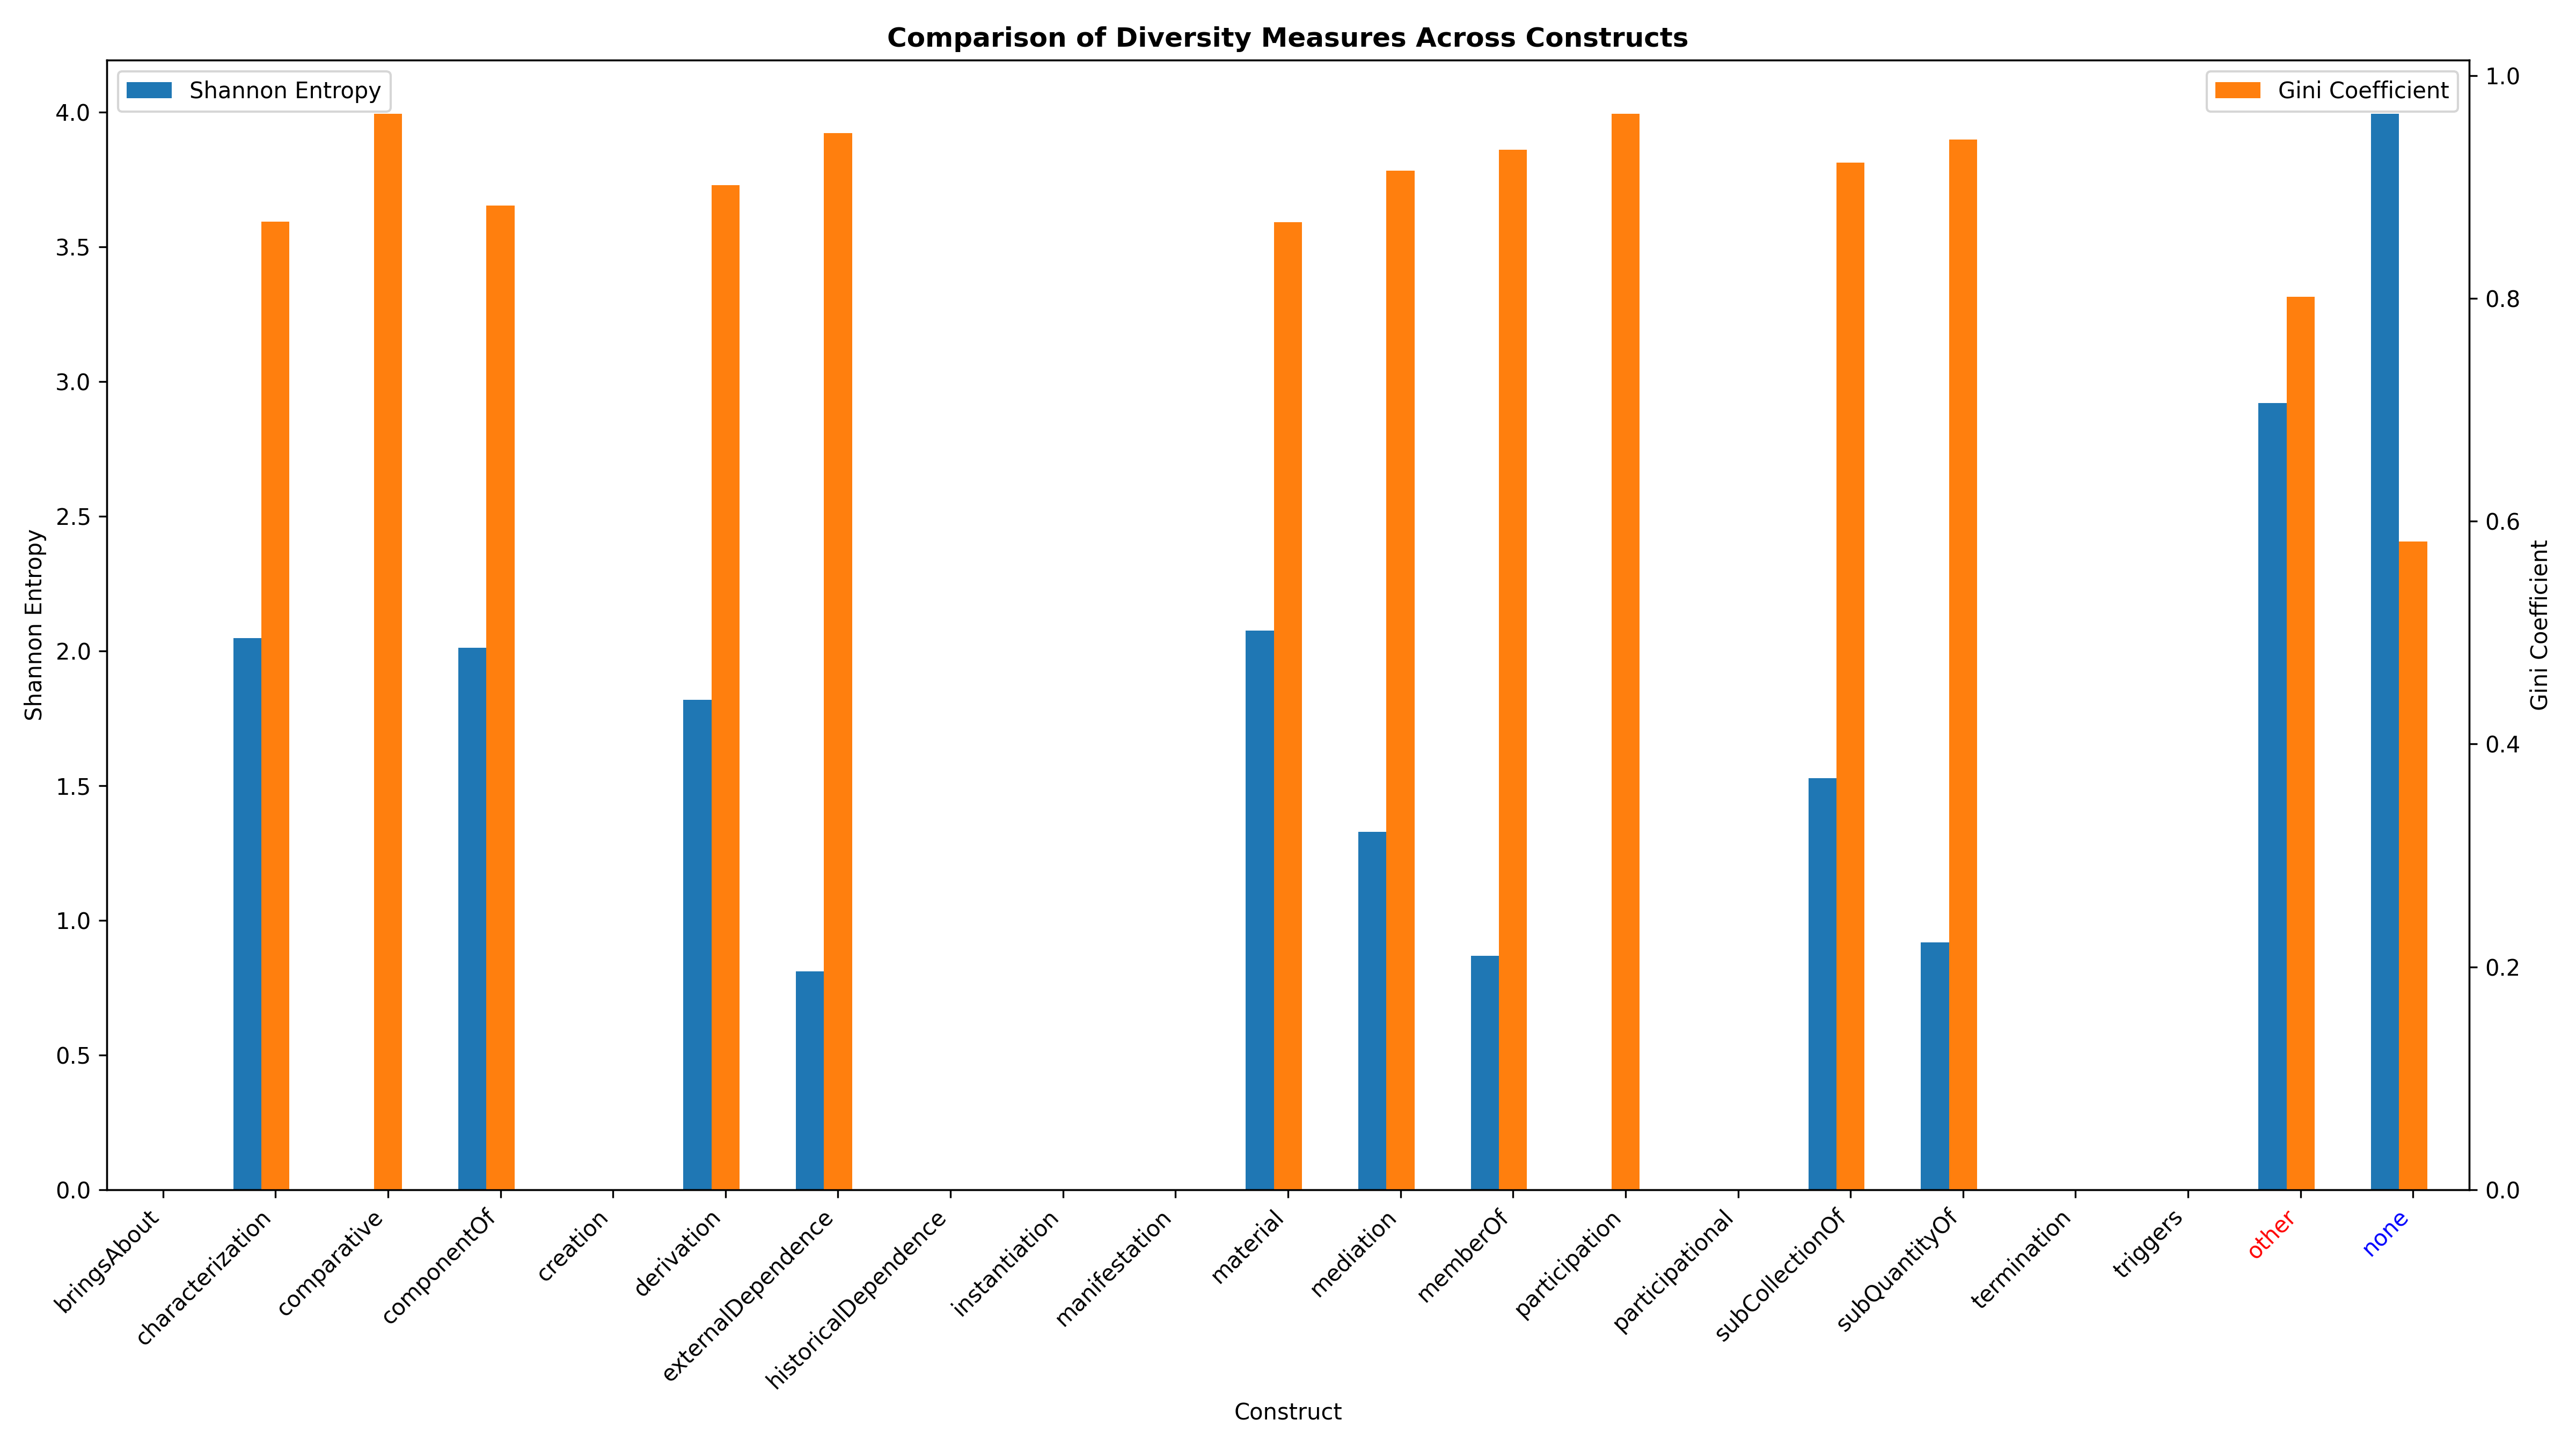 Comparison of Diversity Measures Across Constructs
Shannon Entropy
Gini Coefficient
4.0
3.5
3.0
2.5
2.0
1.5
1.0
0.5
0.0
Shannon Entropy
1.0
0.8
0.6
0.4
0.2
0.0
Gini Coefficient
bringsAbout
characterization
comparative
componentOf
creation
derivation
externalDependence
historicalDependence
instantiation
manifestation
material
mediation
memberOf
participation
participational
subCollectionOf
subQuantityOf
termination
triggers
other
none
Construct